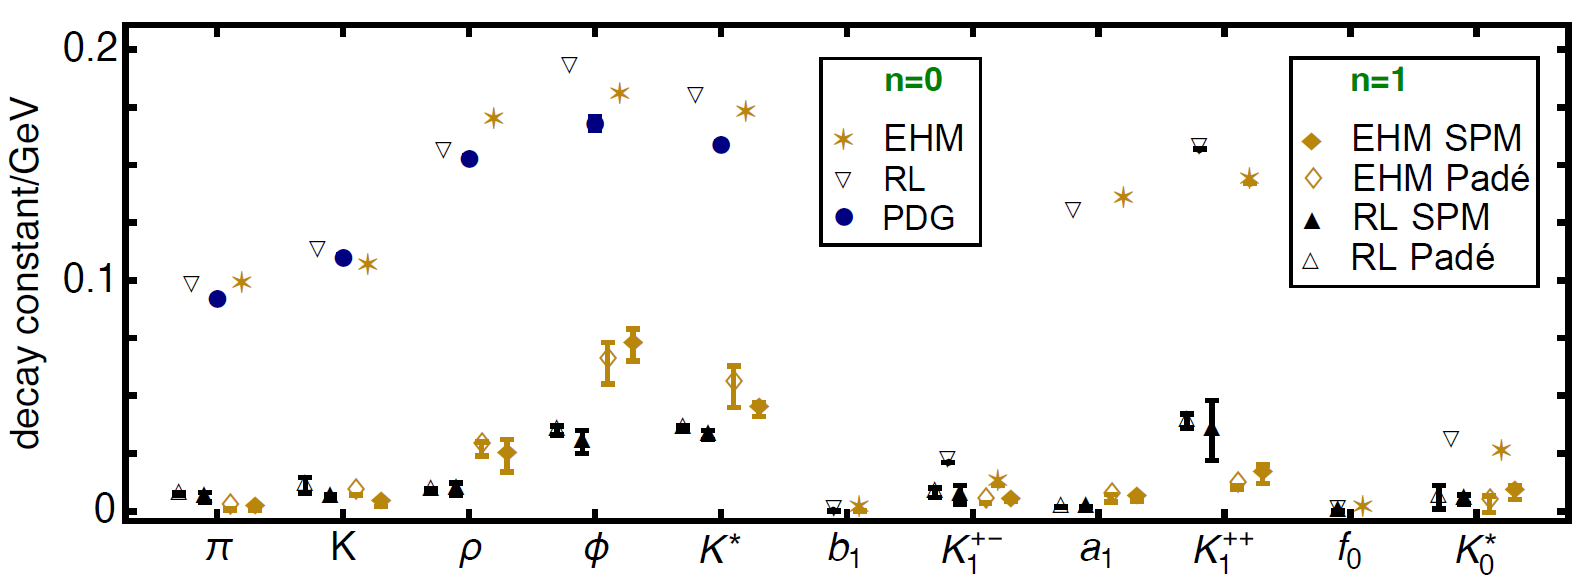 decay constant/GeV
0.2
0.1
0
n=0
EHM
RL
PDG
n=1
EHM SPM
EHM Padé
RL SPM
RL Padé
π K ρ ϕ K* b₁ K₁⁺⁻ a₁ K₁⁺⁺ f₀ K₀*